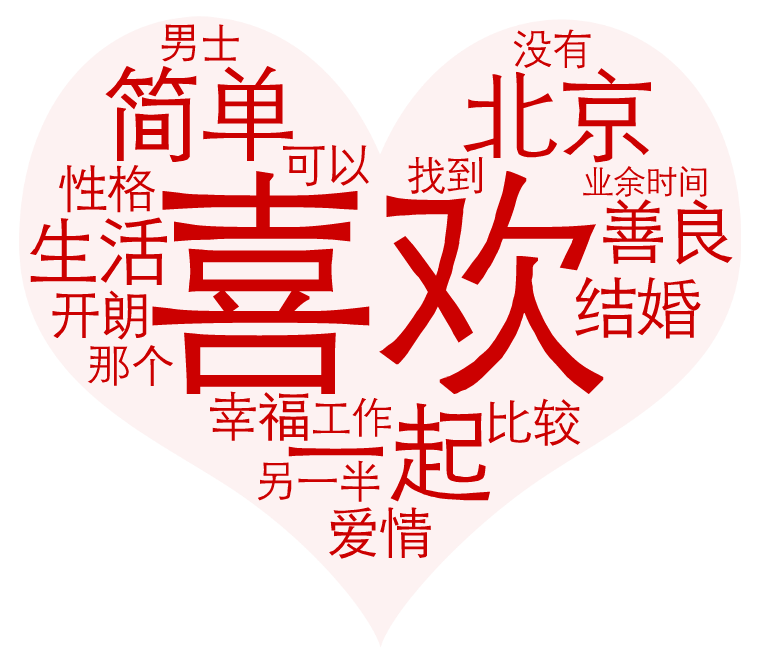 男士
没有
简单
北京
可以
找到
性格
业余时间
喜欢
生活
善良
开朗
结婚
那个
幸福
工作
一起
比较
另一半
爱情